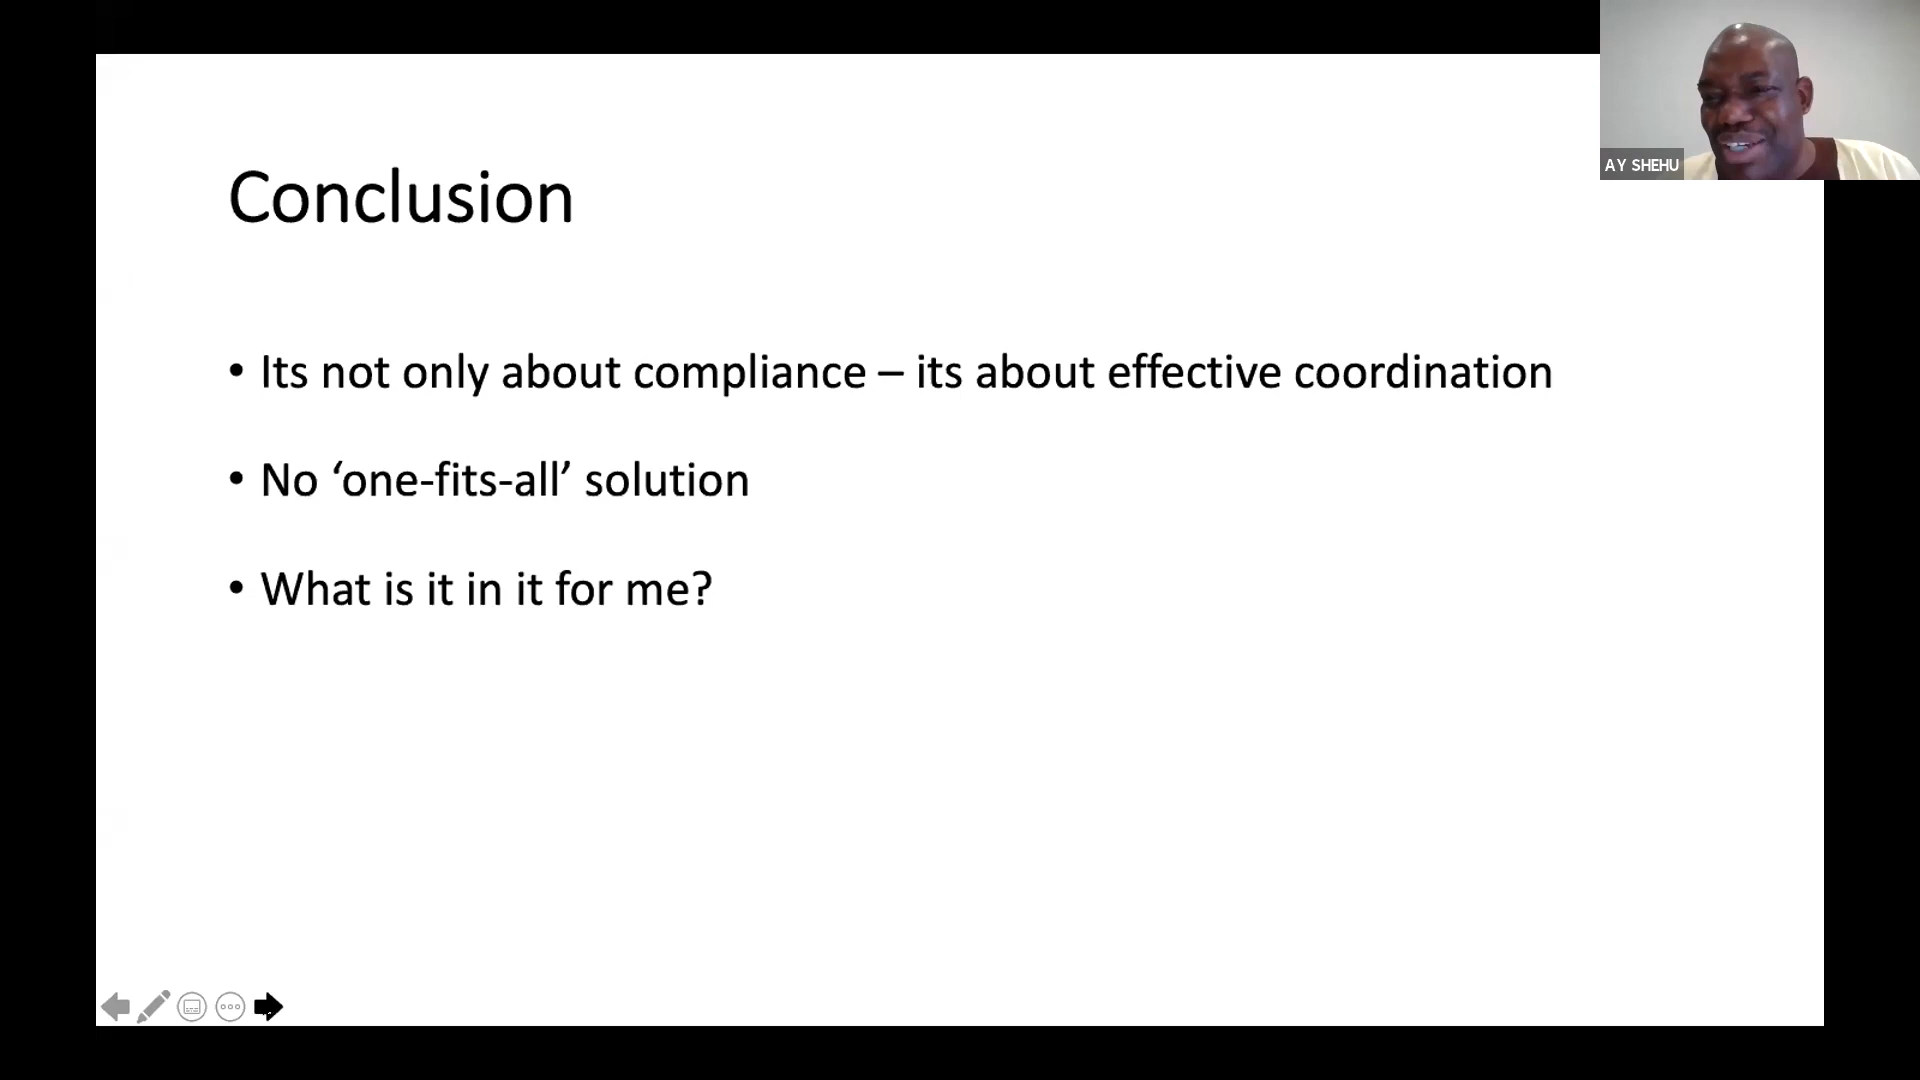 AY SHEHU
Conclusion
• Its not only about compliance – its about effective coordination
• No ‘one-fits-all’ solution
• What is it in it for me?